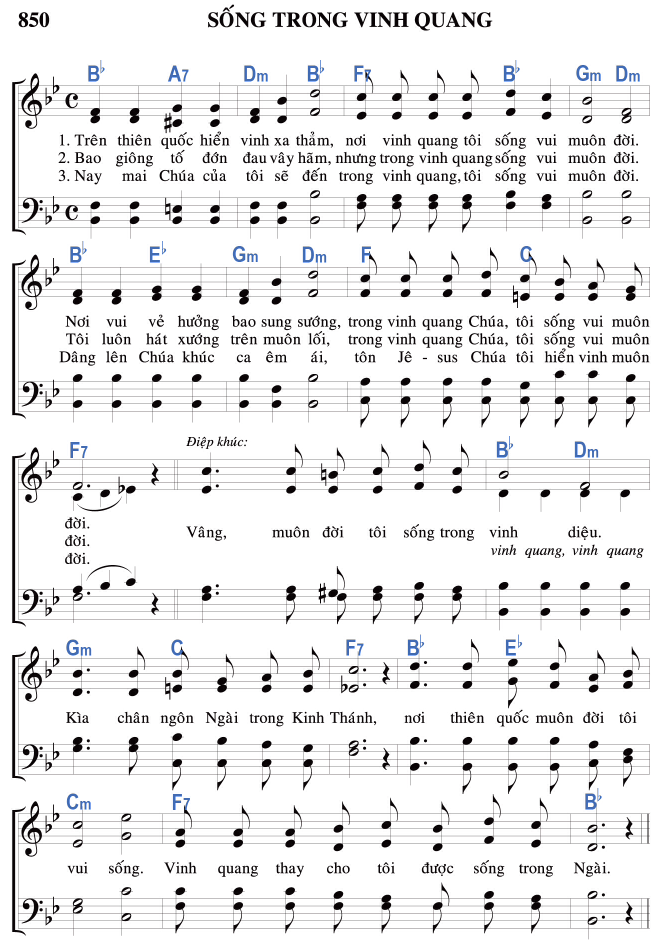 850 SỐNG TRONG VINH QUANG
B♭ A7 Dm B♭ F7 B♭ Gm Dm
1. Trên thiên quốc hiển vinh xa thẳm, nơi vinh quang tôi sống vui muôn đời.
2. Bao giông tố đớn đau vây hãm, nhưng trong vinh quang sống vui muôn đời.
3. Nay mai Chúa của tôi sẽ đến trong vinh quang, tôi sống vui muôn đời.
B♭ E♭ Gm Dm F C
Nơi vui vẻ hưởng bao sung sướng, trong vinh quang Chúa, tôi sống vui muôn
Tôi luôn hát xướng trên muôn lối, trong vinh quang Chúa tôi sống vui muôn
Dâng lên Chúa khúc ca êm ái, tôn Jê - sus Chúa tôi hiển vinh muôn
F7 Điệp khúc: B♭ Dm
đời.
đời. Vâng, muôn đời tôi sống trong vinh diệu.
đời. vinh quang, vinh quang
Gm C F7 B♭ E♭
Kìa chân ngôn Ngài trong Kinh Thánh, nơi thiên quốc muôn đời tôi
Cm F7 B♭
vui sống. Vinh quang thay cho tôi được sống trong Ngài.